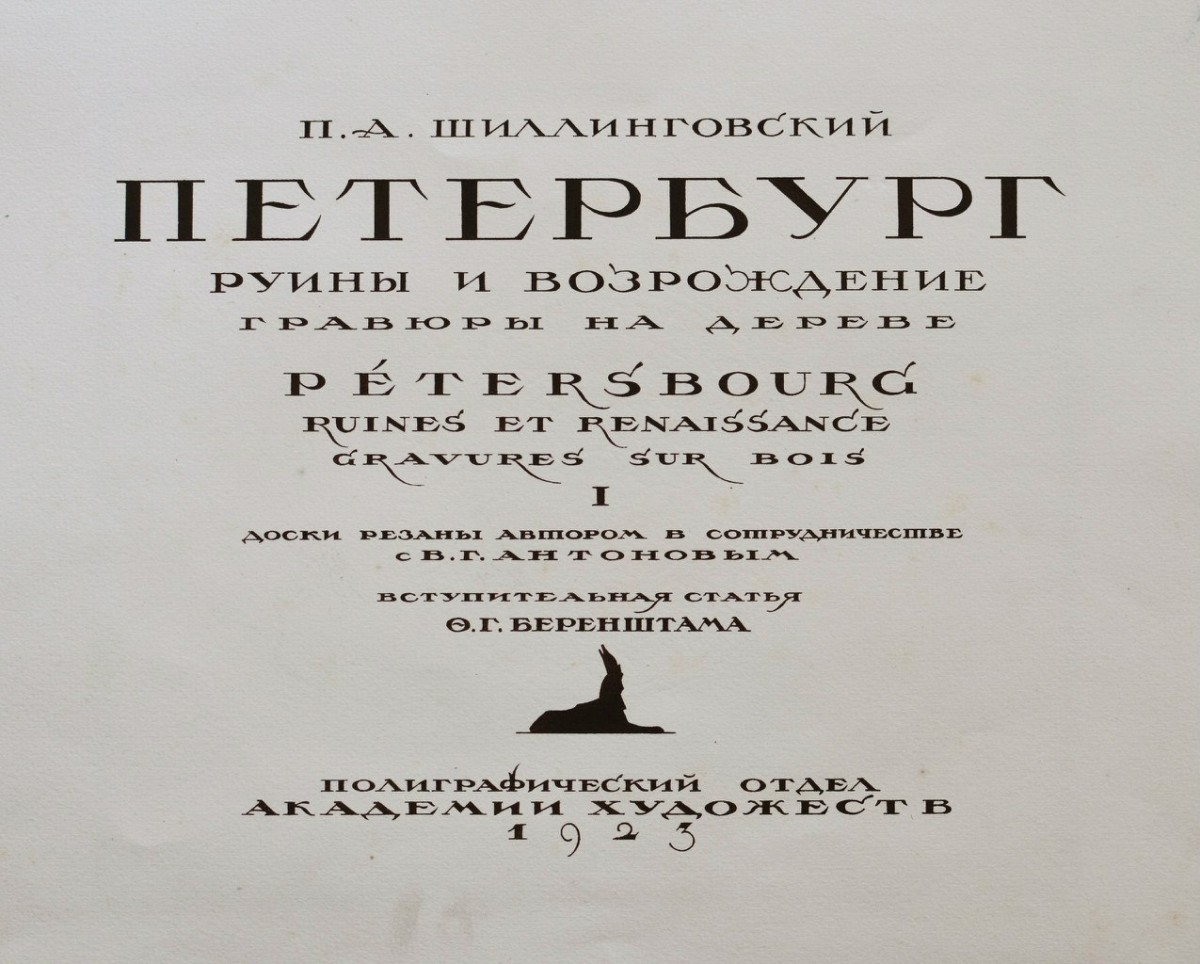 П. А. ШИЛЛИНГОВСКИЙ
ПЕТЕРБУРГ
РУИНЫ И ВОЗРОЖДЕНИЕ
ГРАВЮРЫ НА ДЕРЕВЕ
PÉTERSBOURG
RUINES ET RENAISSANCE
GRAVURES SUR BOIS
I
ДОСКИ РЕЗАНЫ АВТОРОМ В СОТРУДНИЧЕСТВЕ
С В. Г. АНТОНОВЫМ
ВСТУПИТЕЛЬНАЯ СТАТЬЯ
Ѳ. Г. БЕРЕНШТАМА
ПОЛИГРАФИЧЕСКИЙ ОТДЕЛ
АКАДЕМИИ ХУДОЖЕСТВ
1923